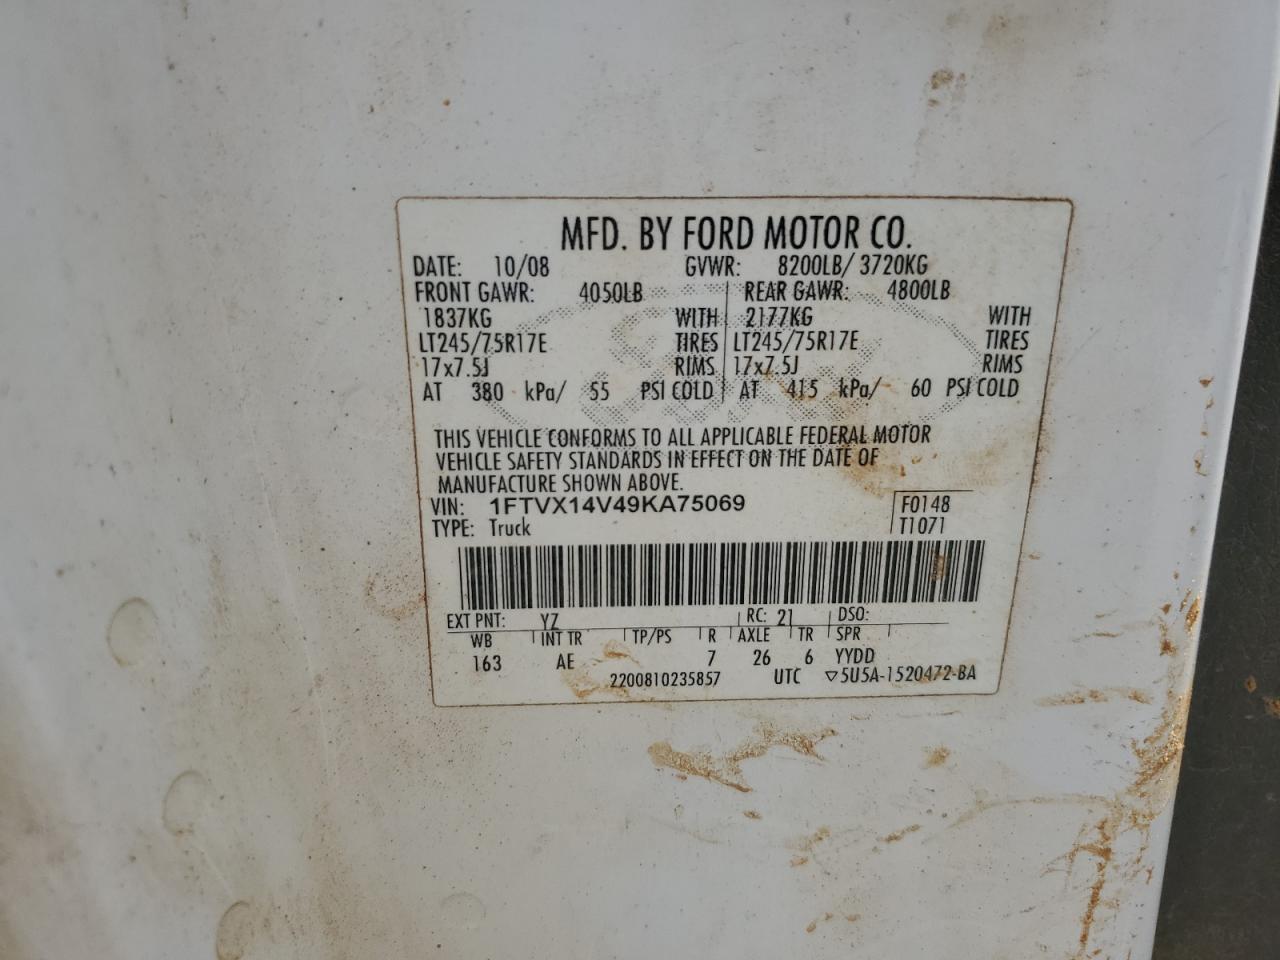 MFD. BY FORD MOTOR CO.
DATE: 10/08 GVWR: 8200LB/ 3720KG
FRONT GAWR: 4050LB REAR GAWR: 4800LB
1837KG WITH 2177KG WITH
LT245/75R17E TIRES LT245/75R17E TIRES
17x7.5J RIMS 17x7.5J RIMS
AT 380 kPa/ 55 PSI COLD AT 415 kPa/ 60 PSI COLD
THIS VEHICLE CONFORMS TO ALL APPLICABLE FEDERAL MOTOR
VEHICLE SAFETY STANDARDS IN EFFECT ON THE DATE OF
MANUFACTURE SHOWN ABOVE.
VIN: 1FTVX14V49KA75069 F0148
TYPE: Truck T1071
EXT PNT: YZ RC: 21 DSO:
WB INT TR TP/PS R AXLE TR SPR
163 AE 7 26 6 YYDD
2200810235857 UTC ▽5U5A-1520472-BA